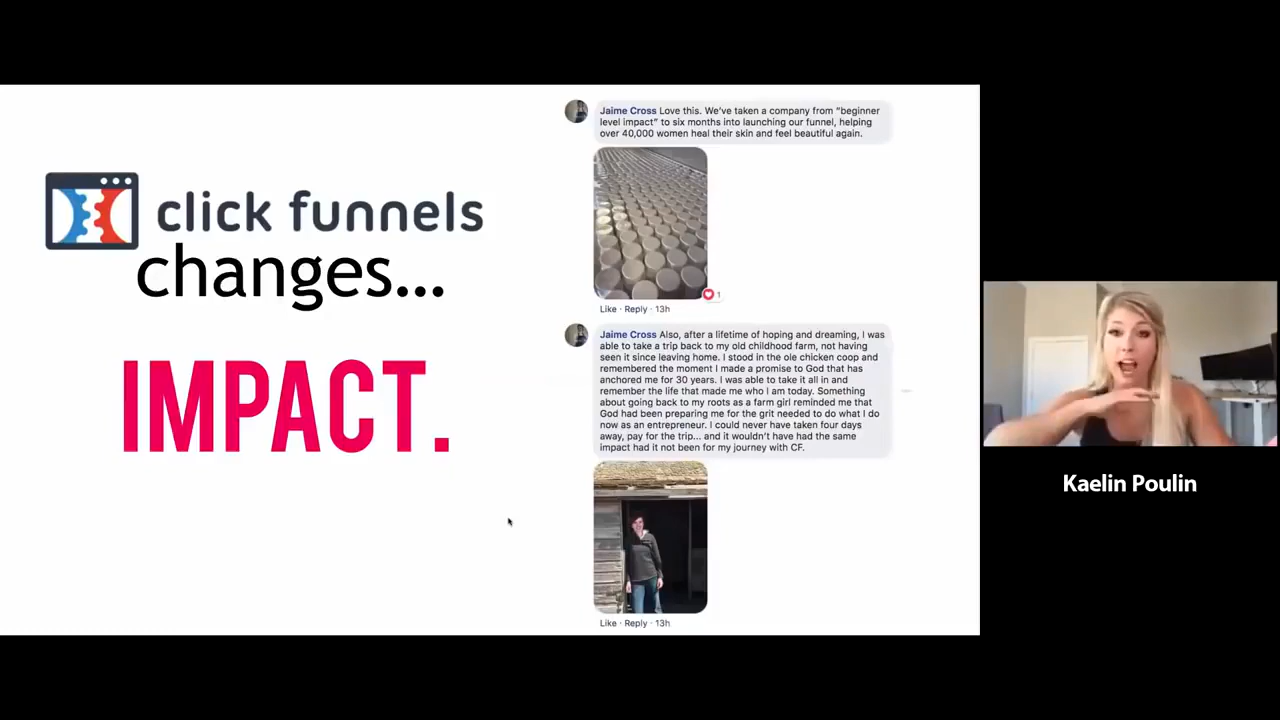 click funnels
changes...
IMPACT.
Jaime Cross Love this. We've taken a company from "beginner
level impact" to six months into launching our funnel, helping
over 40,000 women heal their skin and feel beautiful again.
1
Like · Reply · 13h
Jaime Cross Also, after a lifetime of hoping and dreaming, I was
able to take a trip back to my old childhood farm, not having
seen it since leaving home. I stood in the ole chicken coop and
remembered the moment I made a promise to God that has
anchored me for 30 years. I was able to take it all in and
remember the life that made me who I am today. Something
about going back to my roots as a farm girl reminded me that
God had been preparing me for the grit needed to do what I do
now as an entrepreneur. I could never have taken four days
away, pay for the trip... and it wouldn't have had the same
impact had it not been for my journey with CF.
Like · Reply · 13h
Kaelin Poulin